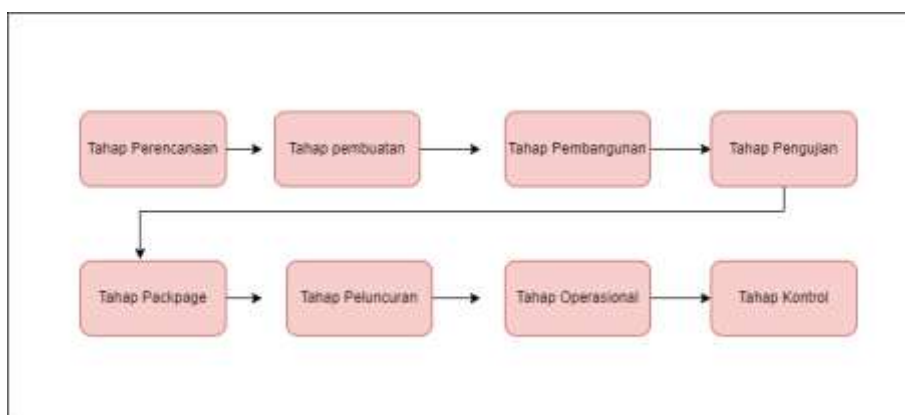 Tahap Perencanaan
Tahap pembuatan
Tahap Pembangunan
Tahap Pengujian
Tahap Packpage
Tahap Peluncuran
Tahap Operasional
Tahap Kontrol